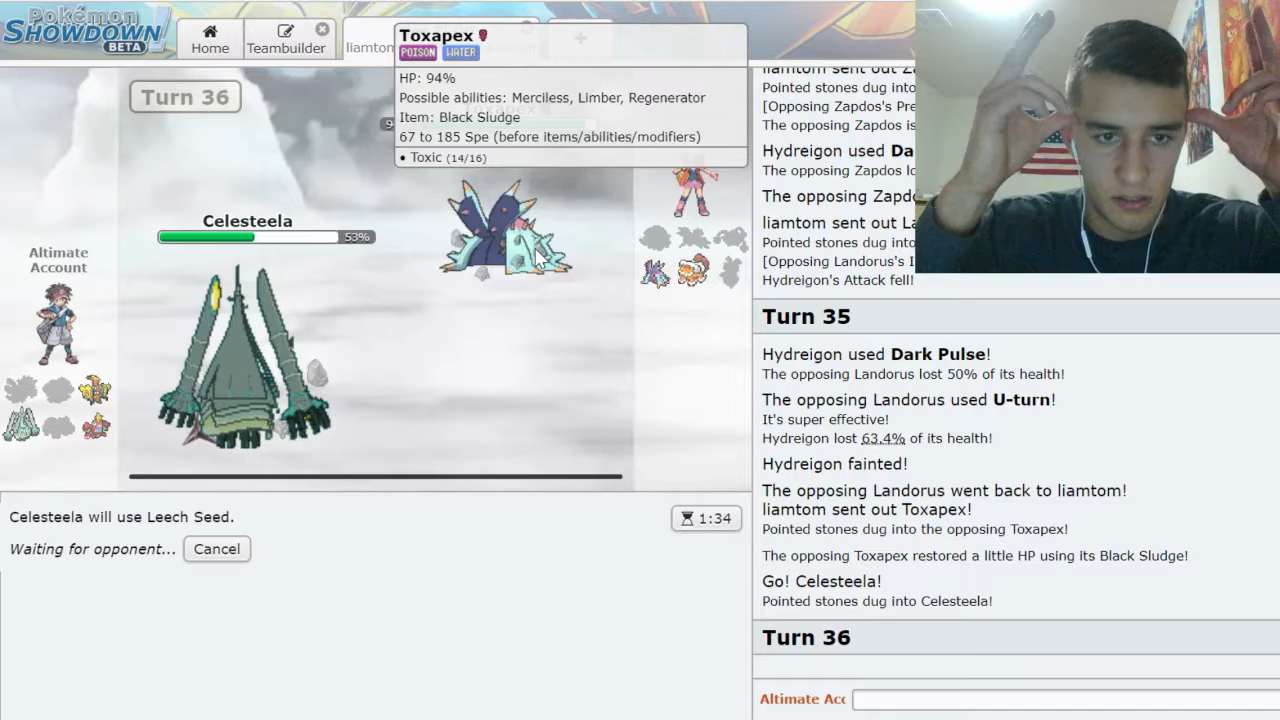 Pokémon
SHOWDOWN!
BETA
Home
Teambuilder
liamtom
Toxapex
POISON WATER
HP: 94%
Possible abilities: Merciless, Limber, Regenerator
Item: Black Sludge
67 to 185 Spe (before items/abilities/modifiers)
• Toxic (14/16)
Turn 36
Celesteela
53%
Altimate
Account
Pointed stones dug into
[Opposing Zapdos's Pre
The opposing Zapdos is
Hydreigon used Da
The opposing Zapdos lo
The opposing Zapdo
liamtom sent out La
Pointed stones dug into
[Opposing Landorus's I
Hydreigon's Attack fell!
Turn 35
Hydreigon used Dark Pulse!
The opposing Landorus lost 50% of its health!
The opposing Landorus used U-turn!
It's super effective!
Hydreigon lost 63.4% of its health!
Hydreigon fainted!
The opposing Landorus went back to liamtom!
liamtom sent out Toxapex!
Pointed stones dug into the opposing Toxapex!
The opposing Toxapex restored a little HP using its Black Sludge!
Go! Celesteela!
Pointed stones dug into Celesteela!
Turn 36
Celesteela will use Leech Seed.
1:34
Waiting for opponent... Cancel
Altimate Acc